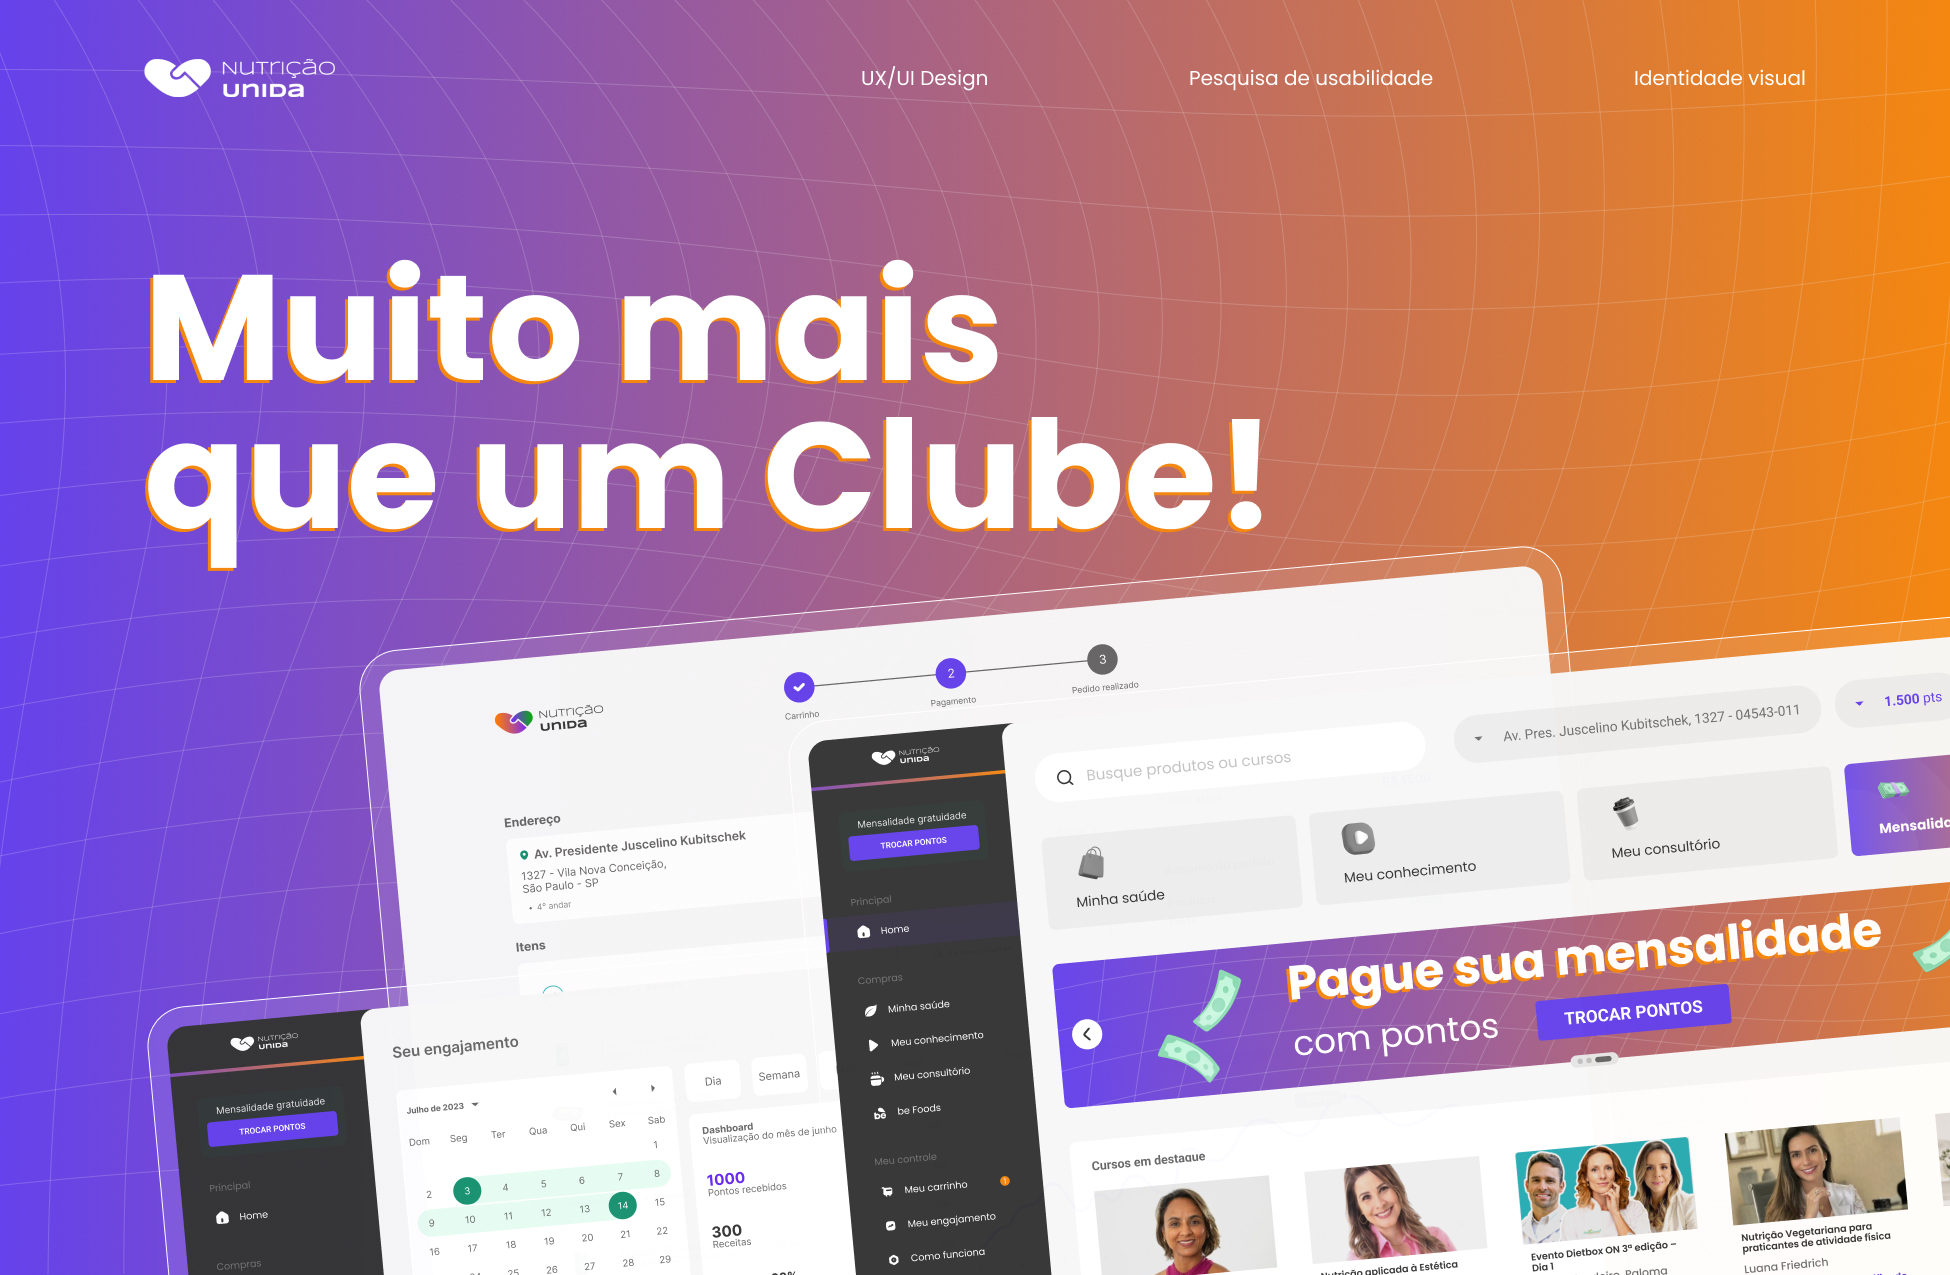 NUTRIÇÃO
UNIDA
UX/UI Design
Pesquisa de usabilidade
Identidade visual
Muito mais
que um Clube!
NUTRIÇÃO
UNIDA
Carrinho
2
Pagamento
3
Pedido realizado
Endereço
Av. Presidente Juscelino Kubitschek
1327 - Vila Nova Conceição,
São Paulo - SP
• 4º andar
Itens
NUTRIÇÃO
UNIDA
Mensalidade gratuidade
TROCAR PONTOS
Principal
Home
Compras
Minha saúde
Meu conhecimento
Meu consultório
be Foods
Meu controle
Meu carrinho
1
Meu engajamento
Como funciona
Busque produtos ou cursos
Av. Pres. Juscelino Kubitschek, 1327 - 04543-011
1.500 pts
Minha saúde
Meu conhecimento
Meu consultório
Pague sua mensalidade
com pontos
TROCAR PONTOS
Cursos em destaque
Nutrição aplicada à Estética
Evento Dietbox ON 3ª edição –
Dia 1
Paloma
Nutrição Vegetariana para
praticantes de atividade física
Luana Friedrich
NUTRIÇÃO
UNIDA
Mensalidade gratuidade
TROCAR PONTOS
Principal
Home
Compras
Seu engajamento
Julho de 2023
Dom Seg Ter Qua Qui Sex Sab
1
2 3 4 5 6 7 8
9 10 11 12 13 14 15
16 17 18 19 20 21 22
25 26 27 28 29
Dia
Semana
Dashboard
Visualização do mês de junho
1000
Pontos recebidos
300
Receitas